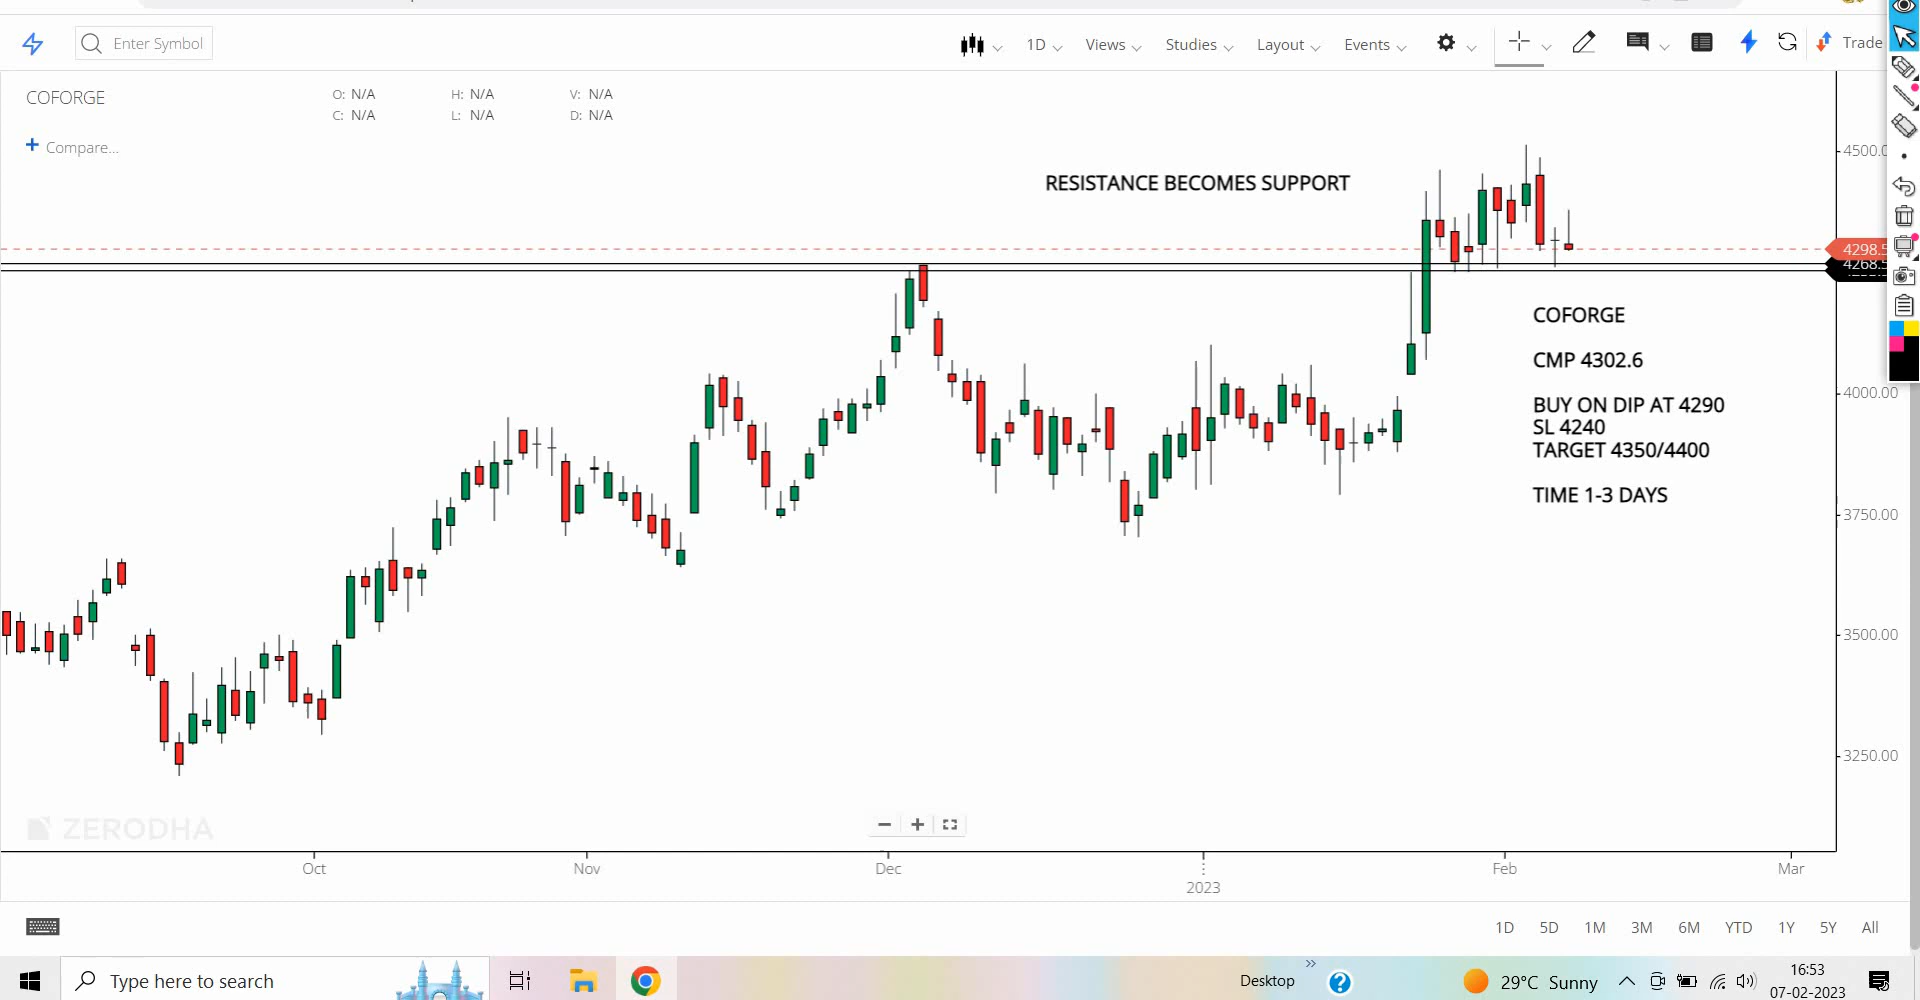 Enter Symbol
1D
Views
Studies
Layout
Events
Trade
COFORGE
O: N/A H: N/A V: N/A
C: N/A L: N/A D: N/A
+ Compare...
RESISTANCE BECOMES SUPPORT
4298.5
4268.5
COFORGE
CMP 4302.6
BUY ON DIP AT 4290
SL 4240
TARGET 4350/4400
TIME 1-3 DAYS
4500.0
4000.00
3750.00
3500.00
3250.00
ZERODHA
Oct Nov Dec Feb Mar
2023
1D 5D 1M 3M 6M YTD 1Y 5Y All
Type here to search
Desktop
29°C Sunny
16:53
07-02-2023